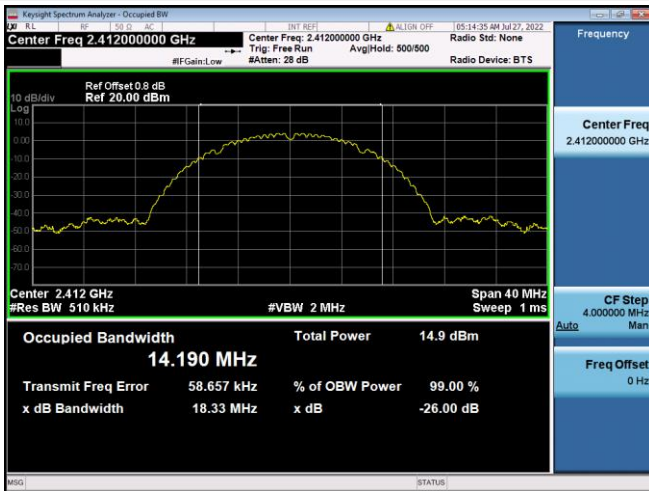 Keysight Spectrum Analyzer - Occupied BW
RL RF 50 Ω AC INT REF ALIGN OFF 05:14:35 AM Jul 27, 2022
Center Freq 2.412000000 GHz
Center Freq: 2.412000000 GHz Radio Std: None
Trig: Free Run Avg|Hold: 500/500
#IFGain:Low #Atten: 28 dB Radio Device: BTS
Frequency
Ref Offset 0.8 dB
10 dB/div Ref 20.00 dBm
Log
10.0
0.00
-10.0
-20.0
-30.0
-40.0
-50.0
-60.0
-70.0
Center 2.412 GHz Span 40 MHz
#Res BW 510 kHz #VBW 2 MHz Sweep 1 ms
Occupied Bandwidth Total Power 14.9 dBm
14.190 MHz
Transmit Freq Error 58.657 kHz % of OBW Power 99.00 %
x dB Bandwidth 18.33 MHz x dB -26.00 dB
Center Freq
2.412000000 GHz
CF Step
4.000000 MHz
Auto Man
Freq Offset
0 Hz
MSG STATUS